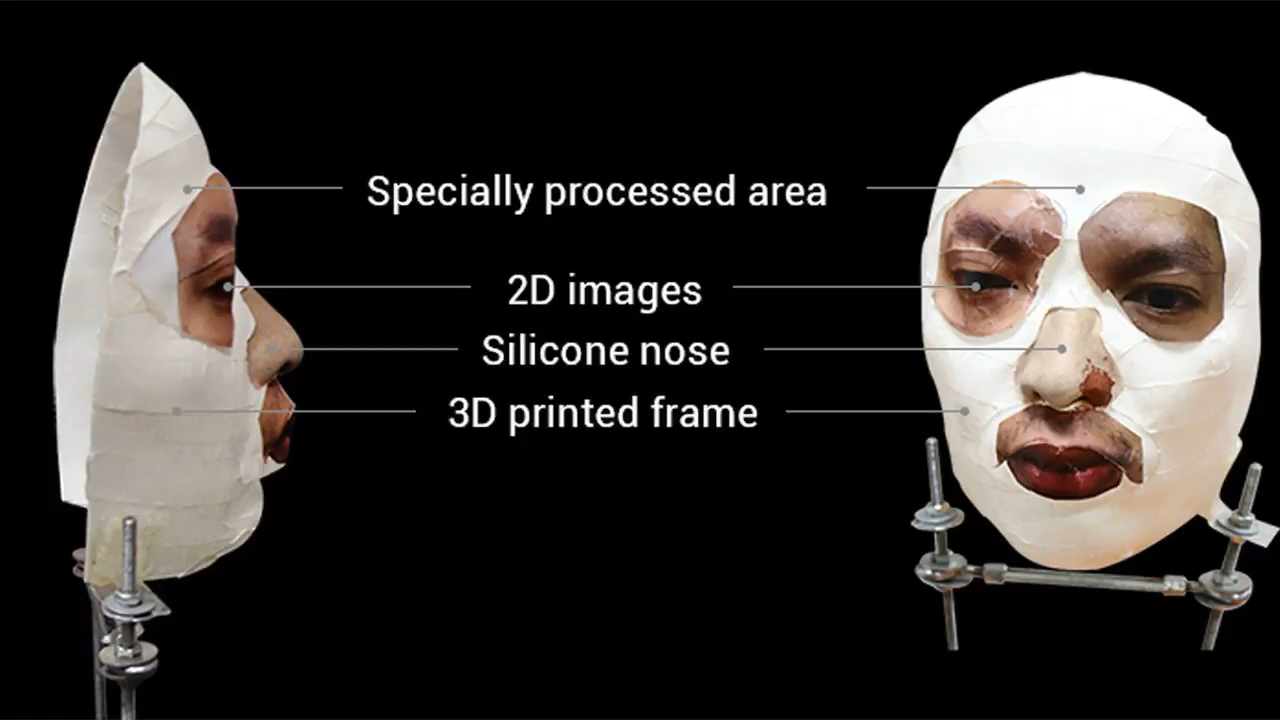 Specially processed area
2D images
Silicone nose
3D printed frame